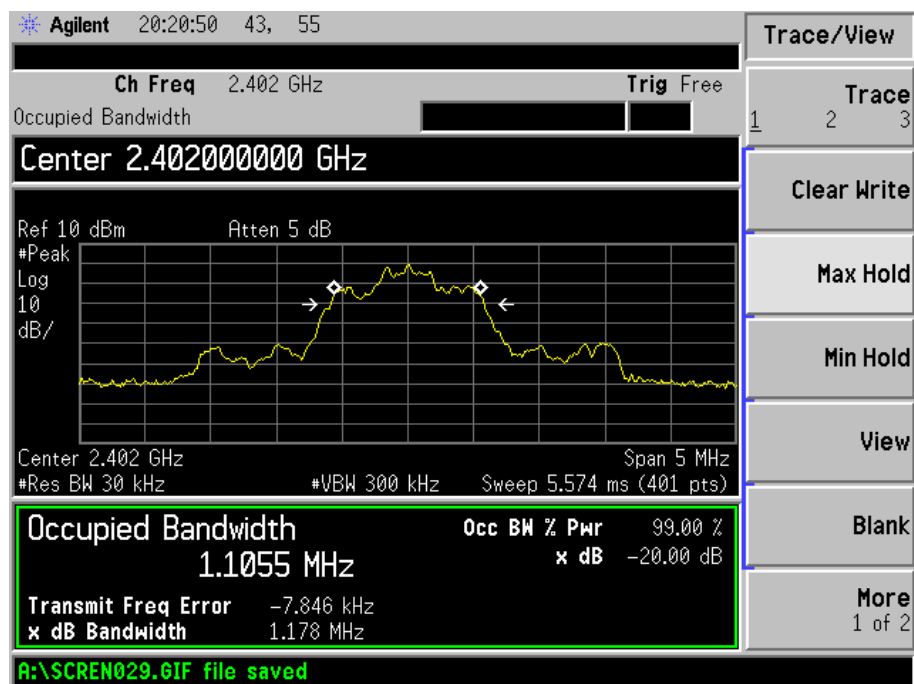 Agilent 20:20:50 43, 55
Trace/View
Ch Freq 2.402 GHz Trig Free
Occupied Bandwidth
Trace
1 2 3
Center 2.402000000 GHz
Clear Write
Ref 10 dBm Atten 5 dB
#Peak
Log
10
dB/
Max Hold
Min Hold
View
Center 2.402 GHz Span 5 MHz
#Res BW 30 kHz #VBW 300 kHz Sweep 5.574 ms (401 pts)
Occupied Bandwidth Occ BW % Pwr 99.00 %
1.1055 MHz x dB -20.00 dB
Blank
Transmit Freq Error -7.846 kHz
x dB Bandwidth 1.178 MHz
More
1 of 2
A:\SCREN029.GIF file saved